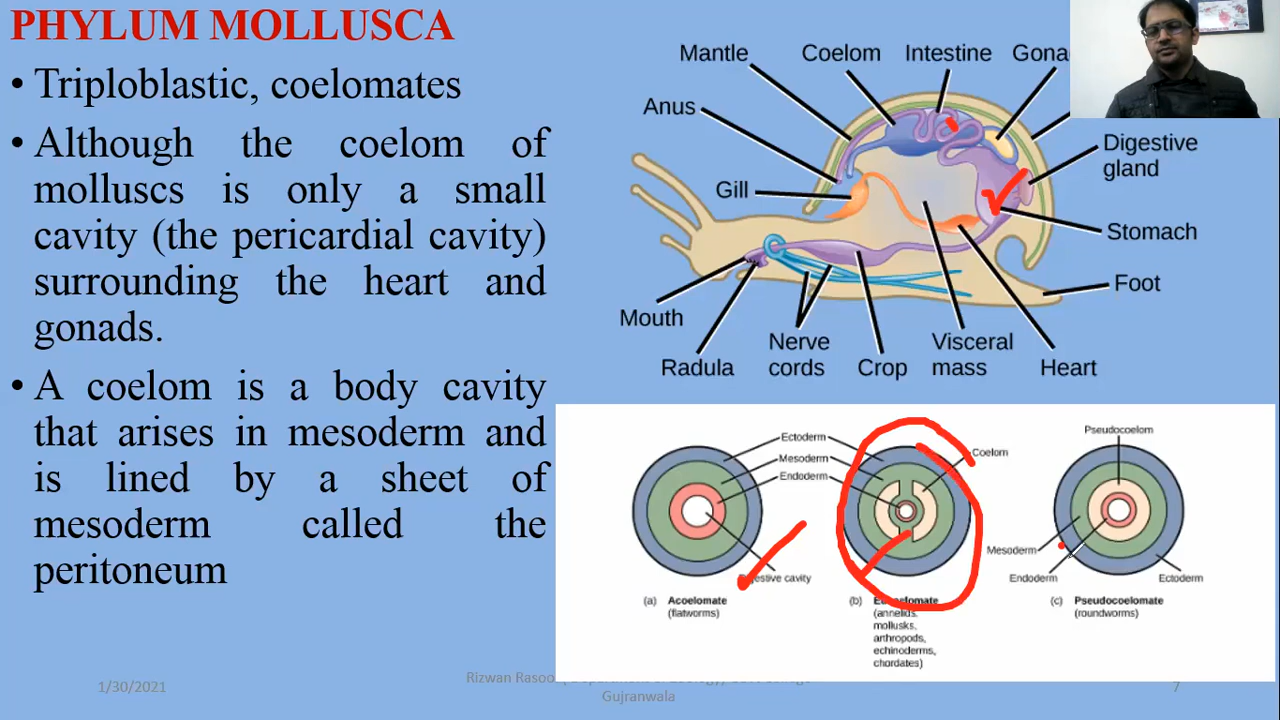 PHYLUM MOLLUSCA
• Triploblastic, coelomates
• Although the coelom of
molluscs is only a small
cavity (the pericardial cavity)
surrounding the heart and
gonads.
• A coelom is a body cavity
that arises in mesoderm and
is lined by a sheet of
mesoderm called the
peritoneum
Mantle
Coelom
Intestine
Anus
Digestive
gland
Gill
Stomach
Foot
Mouth
Radula
Nerve
cords
Crop
Visceral
mass
Heart
Ectoderm
Mesoderm
Endoderm
Digestive cavity
(a) Acoelomate
(flatworms)
Coelom
(b) Eucoelomate
(annelids,
mollusks,
arthropods,
echinoderms,
chordates)
Pseudocoelom
Mesoderm
Endoderm
Ectoderm
(c) Pseudocoelomate
(roundworms)
1/30/2021
Rizwan
Gujranwala
7